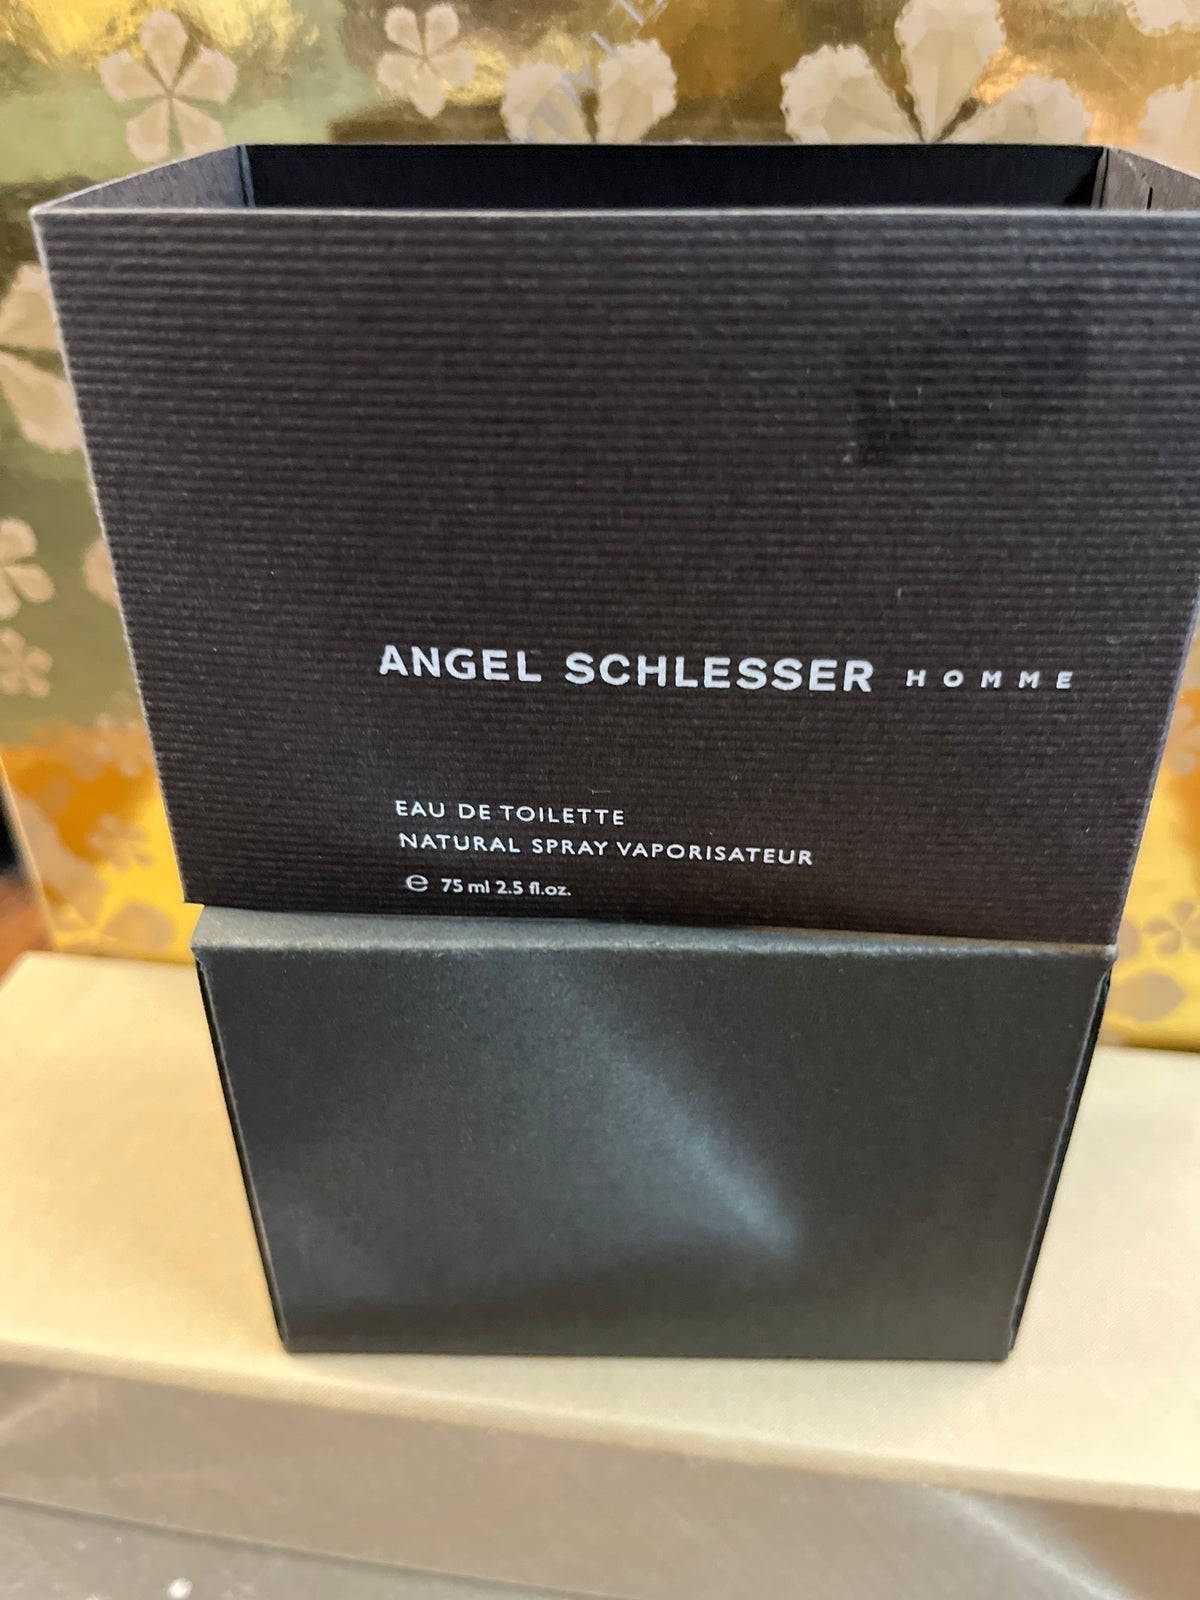 ANGEL SCHLESSER HOMME
EAU DE TOILETTE
NATURAL SPRAY VAPORISATEUR
℮ 75 ml 2.5 fl.oz.